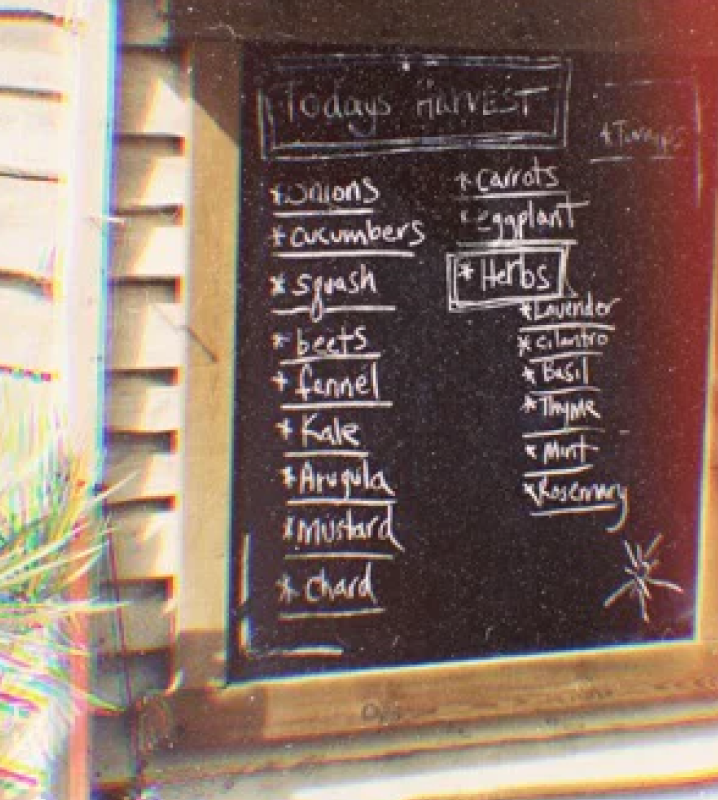 Todays HARVEST
*Turnips
*onions
*cucumbers
*squash
*beets
*fennel
*Kale
*Arugula
*Mustard
*Chard
*carrots
*eggplant
*Herbs
*Lavender
*cilantro
*Basil
*Thyme
*Mint
*Rosemary